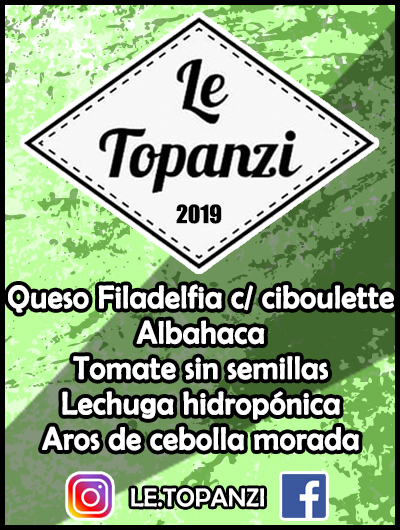 Le
Topanzi
2019
Queso Filadelfia c/ ciboulette
Albahaca
Tomate sin semillas
Lechuga hidropónica
Aros de cebolla morada
LE.TOPANZI